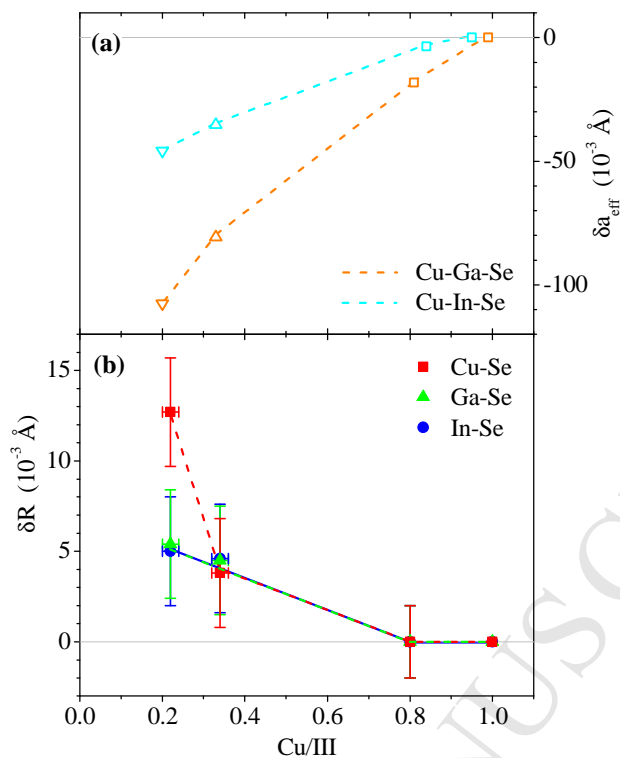 (a)
0
-50
-100
δa_eff (10⁻³ Å)
Cu-Ga-Se
Cu-In-Se
(b)
Cu-Se
Ga-Se
In-Se
15
10
5
0
δR (10⁻³ Å)
0.0 0.2 0.4 0.6 0.8 1.0
Cu/III
NUSC